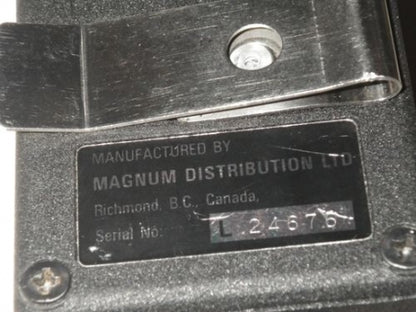 MANUFACTURED BY
MAGNUM DISTRIBUTION LTD
Richmond, B.C., Canada,
Serial No: L 24676